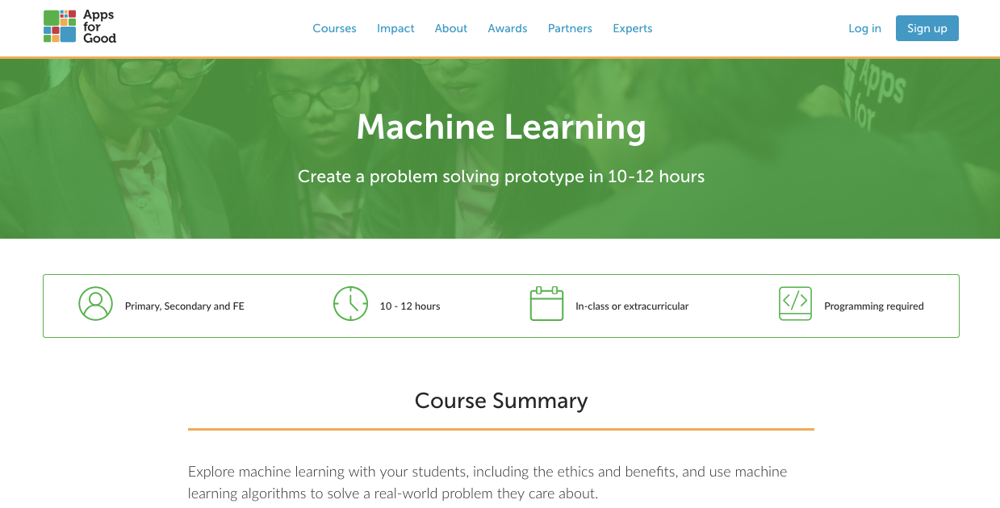 Apps
for
Good
Courses Impact About Awards Partners Experts Log in Sign up
Apps
for
Machine Learning
Create a problem solving prototype in 10-12 hours
Primary, Secondary and FE
10 - 12 hours
In-class or extracurricular
</> Programming required
Course Summary
Explore machine learning with your students, including the ethics and benefits, and use machine
learning algorithms to solve a real-world problem they care about.